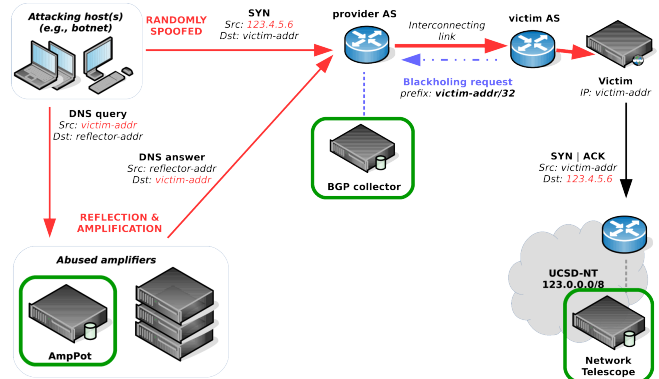 Attacking host(s)
(e.g., botnet)
RANDOMLY
SPOOFED
SYN
Src: 123.4.5.6
Dst: victim-addr
provider AS
Interconnecting
link
victim AS
Blackholing request
prefix: victim-addr/32
Victim
IP: victim-addr
DNS query
Src: victim-addr
Dst: reflector-addr
DNS answer
Src: reflector-addr
Dst: victim-addr
BGP collector
SYN | ACK
Src: victim-addr
Dst: 123.4.5.6
REFLECTION &
AMPLIFICATION
Abused amplifiers
AmpPot
UCSD-NT
123.0.0.0/8
Network
Telescope